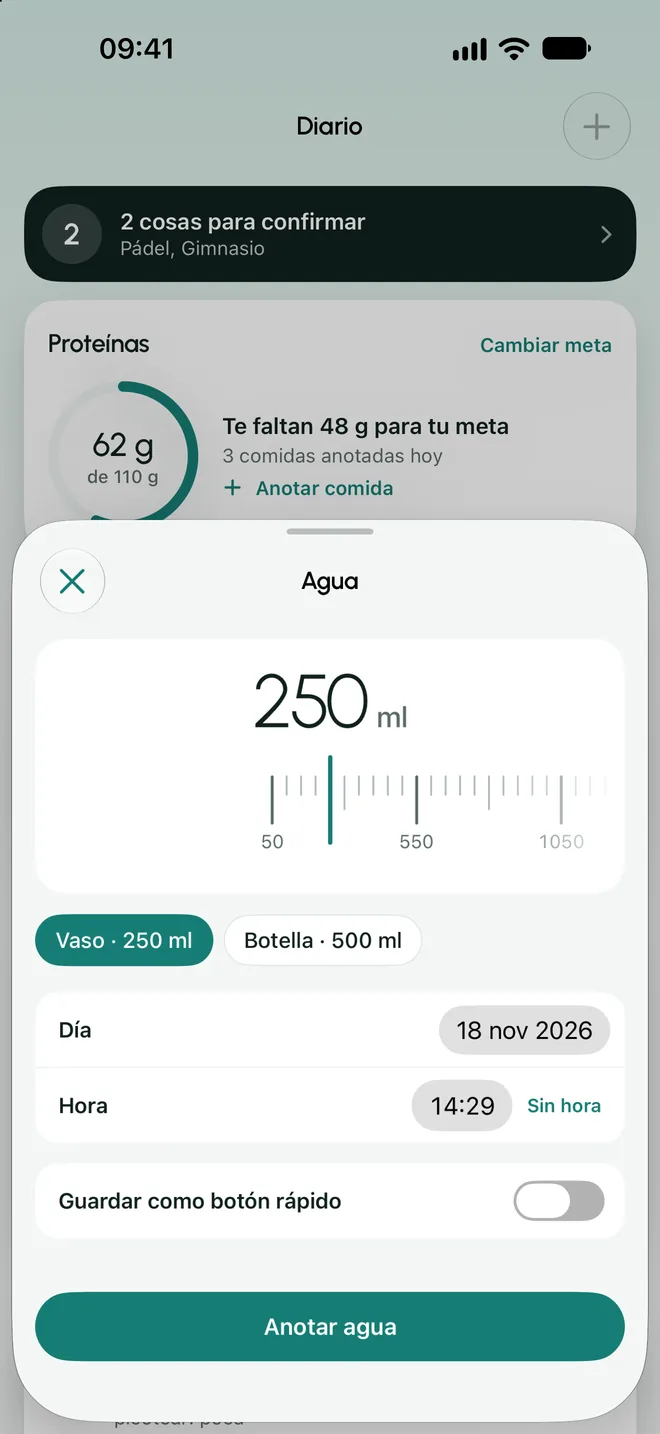 09:41
Diario
2
2 cosas para confirmar
Pádel, Gimnasio
Proteínas
Cambiar meta
62 g
de 110 g
Te faltan 48 g para tu meta
3 comidas anotadas hoy
+ Anotar comida
Agua
250 ml
50
550
1050
Vaso · 250 ml
Botella · 500 ml
Día
18 nov 2026
Hora
14:29
Sin hora
Guardar como botón rápido
Anotar agua